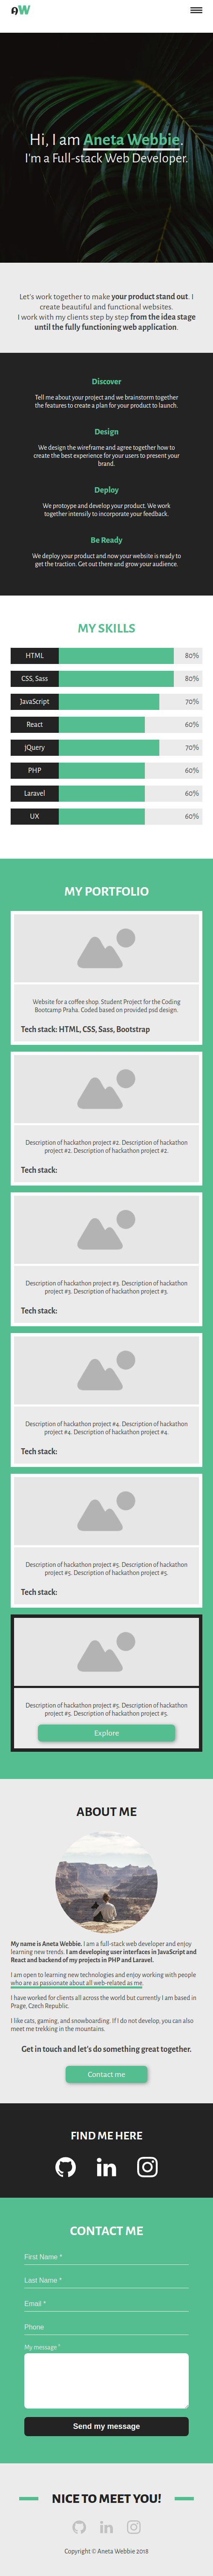 AW
Hi, I am Aneta Webbie.
I'm a Full-stack Web Developer.
Let's work together to make your product stand out. I
create beautiful and functional websites.
I work with my clients step by step from the idea stage
until the fully functioning web application.
Discover
Tell me about your project and we brainstorm together
the features to create a plan for your product to launch.
Design
We design the wireframe and agree together how to
create the best experience for your users to present your
brand.
Deploy
We protoype and develop your product. We work
together intensily to incorporate your feedback.
Be Ready
We deploy your product and now your website is ready to
get the traction. Get out there and grow your audience.
MY SKILLS
HTML 80%
CSS, Sass 80%
JavaScript 70%
React 60%
JQuery 70%
PHP 60%
Laravel 60%
UX 60%
MY PORTFOLIO
Website for a coffee shop. Student Project for the Coding
Bootcamp Praha. Coded based on provided psd design.
Tech stack: HTML, CSS, Sass, Bootstrap
Description of hackathon project #2. Description of hackathon
project #2. Description of hackathon project #2.
Tech stack:
Description of hackathon project #3. Description of hackathon
project #3. Description of hackathon project #3.
Tech stack:
Description of hackathon project #4. Description of hackathon
project #4. Description of hackathon project #4.
Tech stack:
Description of hackathon project #5. Description of hackathon
project #5. Description of hackathon project #5.
Tech stack:
Description of hackathon project #5. Description of hackathon
project #5. Description of hackathon project #5.
Explore
ABOUT ME
My name is Aneta Webbie. I am a full-stack web developer and enjoy
learning new trends. I am developing user interfaces in JavaScript and
React and backend of my projects in PHP and Laravel.
I am open to learning new technologies and enjoy working with people
who are as passionate about all web-related as me.
I have worked for clients all across the world but currently I am based in
Prage, Czech Republic.
I like cats, gaming, and snowboarding. If I do not develop, you can also
meet me trekking in the mountains.
Get in touch and let's do something great together.
Contact me
FIND ME HERE
CONTACT ME
First Name *
Last Name *
Email *
Phone
My message *
Send my message
NICE TO MEET YOU!
Copyright © Aneta Webbie 2018